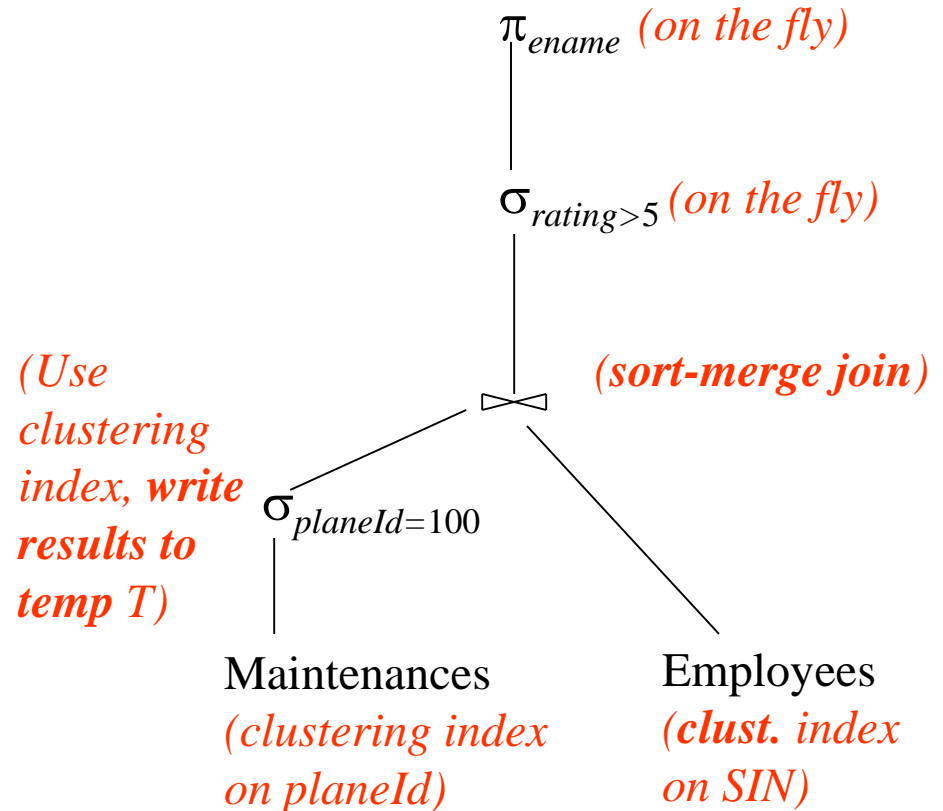 π_ename (on the fly)
σ_rating>5 (on the fly)
(Use
clustering
index, write
results to
temp T)
(sort-merge join)
⋈
σ_planeId=100
Maintenances
(clustering index
on planeId)
Employees
(clust. index
on SIN)